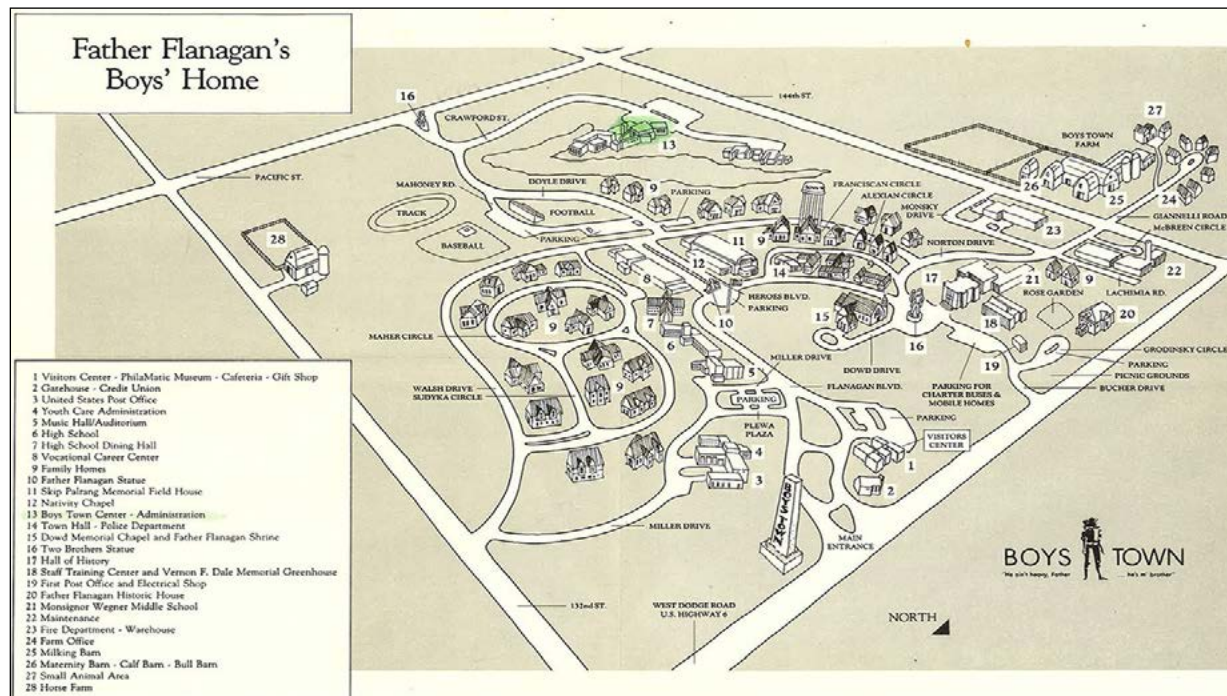 Father Flanagan's
Boys' Home
16
CRAWFORD ST.
144th ST.
13
27
BOYS TOWN
FARM
PACIFIC ST.
MAHONEY RD.
DOYLE DRIVE
9
PARKING
FRANCISCAN CIRCLE
ALEXIAN CIRCLE
MONSKY
DRIVE
26
25
24
TRACK
FOOTBALL
GIANNELLI ROAD
McBREEN CIRCLE
BASEBALL
PARKING
11
9
23
NORTON DRIVE
28
12
14
17
21
9
22
8
HEROES BLVD.
PARKING
ROSE GARDEN
LACHIMIA RD.
MAHER CIRCLE
9
7
10
15
18
20
6
16
19
GRODINSKY CIRCLE
PARKING
PICNIC GROUNDS
BUCHER DRIVE
MILLER DRIVE
DOWD DRIVE
FLANAGAN BLVD.
PARKING FOR
CHARTER BUSES &
MOBILE HOMES
WALSH DRIVE
SUDYKA CIRCLE
9
5
PARKING
PLEWA
PLAZA
PARKING
VISITORS
CENTER
4
3
1
2
BOYS TOWN
MILLER DRIVE
MAIN
ENTRANCE
132nd ST.
WEST DODGE ROAD
U.S. HIGHWAY 6
1 Visitors Center - PhilaMatic Museum - Cafeteria - Gift Shop
2 Gatehouse - Credit Union
3 United States Post Office
4 Youth Care Administration
5 Music Hall/Auditorium
6 High School
7 High School Dining Hall
8 Vocational Career Center
9 Family Homes
10 Father Flanagan Statue
11 Skip Palrang Memorial Field House
12 Nativity Chapel
13 Boys Town Center - Administration
14 Town Hall - Police Department
15 Dowd Memorial Chapel and Father Flanagan Shrine
16 Two Brothers Statue
17 Hall of History
18 Staff Training Center and Vernon F. Dale Memorial Greenhouse
19 First Post Office and Electrical Shop
20 Father Flanagan Historic House
21 Monsignor Wegner Middle School
22 Maintenance
23 Fire Department - Warehouse
24 Farm Office
25 Milking Barn
26 Maternity Barn - Calf Barn - Bull Barn
27 Small Animal Area
28 Horse Farm
BOYS TOWN
"He ain't heavy, Father ... he's m' brother"
NORTH